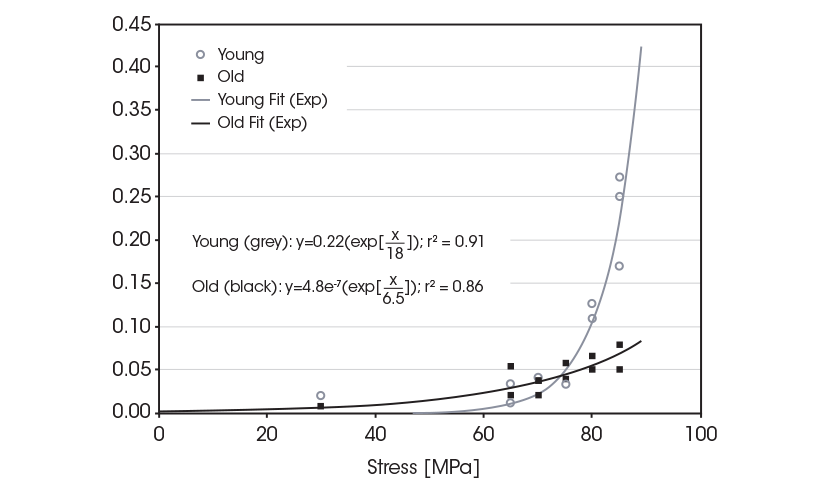 0.45
0.40
0.35
0.30
0.25
0.20
0.15
0.10
0.05
0.00
Young
Old
Young Fit (Exp)
Old Fit (Exp)
Young (grey): y=0.22(exp[x/18]); r² = 0.91
Old (black): y=4.8e⁻⁷(exp[x/6.5]); r² = 0.86
0 20 40 60 80 100
Stress [MPa]